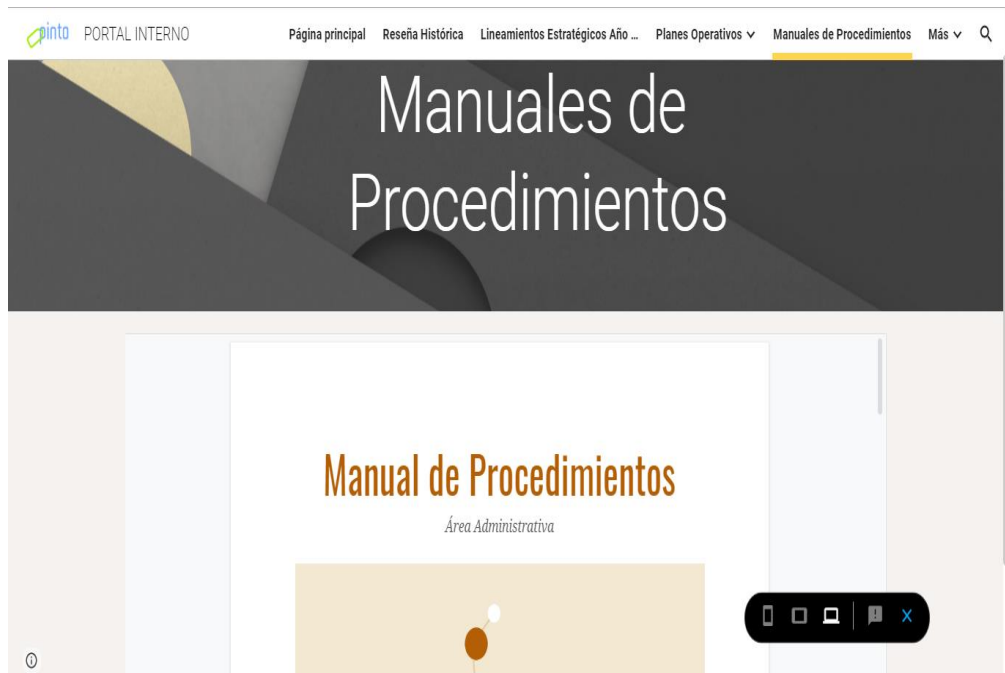 pinta PORTAL INTERNO Página principal Reseña Histórica Lineamientos Estratégicos Año ... Planes Operativos Manuales de Procedimientos Más
Manuales de
Procedimientos
Manual de Procedimientos
Área Administrativa